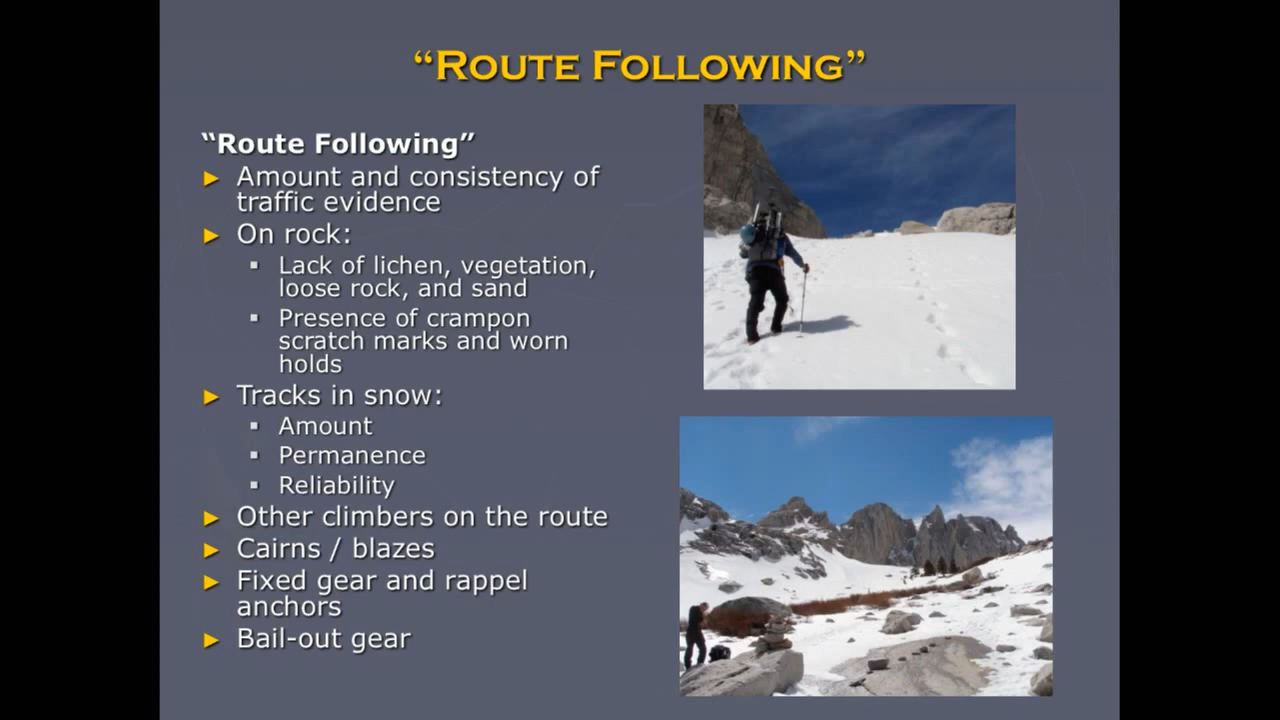 “Route Following”
“Route Following”
► Amount and consistency of
traffic evidence
► On rock:
▪ Lack of lichen, vegetation,
loose rock, and sand
▪ Presence of crampon
scratch marks and worn
holds
► Tracks in snow:
▪ Amount
▪ Permanence
▪ Reliability
► Other climbers on the route
► Cairns / blazes
► Fixed gear and rappel
anchors
► Bail-out gear